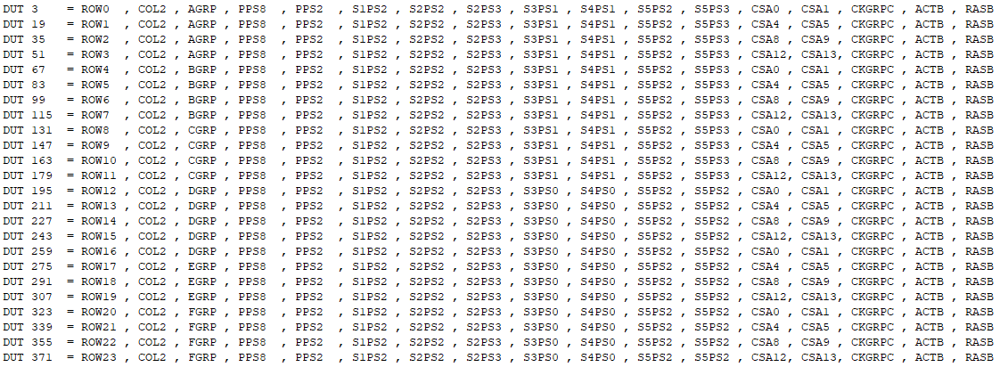 DUT 3 = ROW0 , COL2 , AGRP , PPS8 , PPS2 , S1PS2 , S2PS2 , S2PS3 , S3PS1 , S4PS1 , S5PS2 , S5PS3 , CSA0 , CSA1 , CKGRPC , ACTB , RASB
DUT 19 = ROW1 , COL2 , AGRP , PPS8 , PPS2 , S1PS2 , S2PS2 , S2PS3 , S3PS1 , S4PS1 , S5PS2 , S5PS3 , CSA4 , CSA5 , CKGRPC , ACTB , RASB
DUT 35 = ROW2 , COL2 , AGRP , PPS8 , PPS2 , S1PS2 , S2PS2 , S2PS3 , S3PS1 , S4PS1 , S5PS2 , S5PS3 , CSA8 , CSA9 , CKGRPC , ACTB , RASB
DUT 51 = ROW3 , COL2 , AGRP , PPS8 , PPS2 , S1PS2 , S2PS2 , S2PS3 , S3PS1 , S4PS1 , S5PS2 , S5PS3 , CSA12, CSA13, CKGRPC , ACTB , RASB
DUT 67 = ROW4 , COL2 , BGRP , PPS8 , PPS2 , S1PS2 , S2PS2 , S2PS3 , S3PS1 , S4PS1 , S5PS2 , S5PS3 , CSA0 , CSA1 , CKGRPC , ACTB , RASB
DUT 83 = ROW5 , COL2 , BGRP , PPS8 , PPS2 , S1PS2 , S2PS2 , S2PS3 , S3PS1 , S4PS1 , S5PS2 , S5PS3 , CSA4 , CSA5 , CKGRPC , ACTB , RASB
DUT 99 = ROW6 , COL2 , BGRP , PPS8 , PPS2 , S1PS2 , S2PS2 , S2PS3 , S3PS1 , S4PS1 , S5PS2 , S5PS3 , CSA8 , CSA9 , CKGRPC , ACTB , RASB
DUT 115 = ROW7 , COL2 , BGRP , PPS8 , PPS2 , S1PS2 , S2PS2 , S2PS3 , S3PS1 , S4PS1 , S5PS2 , S5PS3 , CSA12, CSA13, CKGRPC , ACTB , RASB
DUT 131 = ROW8 , COL2 , CGRP , PPS8 , PPS2 , S1PS2 , S2PS2 , S2PS3 , S3PS1 , S4PS1 , S5PS2 , S5PS3 , CSA0 , CSA1 , CKGRPC , ACTB , RASB
DUT 147 = ROW9 , COL2 , CGRP , PPS8 , PPS2 , S1PS2 , S2PS2 , S2PS3 , S3PS1 , S4PS1 , S5PS2 , S5PS3 , CSA4 , CSA5 , CKGRPC , ACTB , RASB
DUT 163 = ROW10 , COL2 , CGRP , PPS8 , PPS2 , S1PS2 , S2PS2 , S2PS3 , S3PS1 , S4PS1 , S5PS2 , S5PS3 , CSA8 , CSA9 , CKGRPC , ACTB , RASB
DUT 179 = ROW11 , COL2 , CGRP , PPS8 , PPS2 , S1PS2 , S2PS2 , S2PS3 , S3PS1 , S4PS1 , S5PS2 , S5PS3 , CSA12, CSA13, CKGRPC , ACTB , RASB
DUT 195 = ROW12 , COL2 , DGRP , PPS8 , PPS2 , S1PS2 , S2PS2 , S2PS3 , S3PS0 , S4PS0 , S5PS2 , S5PS2 , CSA0 , CSA1 , CKGRPC , ACTB , RASB
DUT 211 = ROW13 , COL2 , DGRP , PPS8 , PPS2 , S1PS2 , S2PS2 , S2PS3 , S3PS0 , S4PS0 , S5PS2 , S5PS2 , CSA4 , CSA5 , CKGRPC , ACTB , RASB
DUT 227 = ROW14 , COL2 , DGRP , PPS8 , PPS2 , S1PS2 , S2PS2 , S2PS3 , S3PS0 , S4PS0 , S5PS2 , S5PS2 , CSA8 , CSA9 , CKGRPC , ACTB , RASB
DUT 243 = ROW15 , COL2 , DGRP , PPS8 , PPS2 , S1PS2 , S2PS2 , S2PS3 , S3PS0 , S4PS0 , S5PS2 , S5PS2 , CSA12, CSA13, CKGRPC , ACTB , RASB
DUT 259 = ROW16 , COL2 , DGRP , PPS8 , PPS2 , S1PS2 , S2PS2 , S2PS3 , S3PS0 , S4PS0 , S5PS2 , S5PS2 , CSA0 , CSA1 , CKGRPC , ACTB , RASB
DUT 275 = ROW17 , COL2 , EGRP , PPS8 , PPS2 , S1PS2 , S2PS2 , S2PS3 , S3PS0 , S4PS0 , S5PS2 , S5PS2 , CSA4 , CSA5 , CKGRPC , ACTB , RASB
DUT 291 = ROW18 , COL2 , EGRP , PPS8 , PPS2 , S1PS2 , S2PS2 , S2PS3 , S3PS0 , S4PS0 , S5PS2 , S5PS2 , CSA8 , CSA9 , CKGRPC , ACTB , RASB
DUT 307 = ROW19 , COL2 , EGRP , PPS8 , PPS2 , S1PS2 , S2PS2 , S2PS3 , S3PS0 , S4PS0 , S5PS2 , S5PS2 , CSA12, CSA13, CKGRPC , ACTB , RASB
DUT 323 = ROW20 , COL2 , FGRP , PPS8 , PPS2 , S1PS2 , S2PS2 , S2PS3 , S3PS0 , S4PS0 , S5PS2 , S5PS2 , CSA0 , CSA1 , CKGRPC , ACTB , RASB
DUT 339 = ROW21 , COL2 , FGRP , PPS8 , PPS2 , S1PS2 , S2PS2 , S2PS3 , S3PS0 , S4PS0 , S5PS2 , S5PS2 , CSA4 , CSA5 , CKGRPC , ACTB , RASB
DUT 355 = ROW22 , COL2 , FGRP , PPS8 , PPS2 , S1PS2 , S2PS2 , S2PS3 , S3PS0 , S4PS0 , S5PS2 , S5PS2 , CSA8 , CSA9 , CKGRPC , ACTB , RASB
DUT 371 = ROW23 , COL2 , FGRP , PPS8 , PPS2 , S1PS2 , S2PS2 , S2PS3 , S3PS0 , S4PS0 , S5PS2 , S5PS2 , CSA12, CSA13, CKGRPC , ACTB , RASB